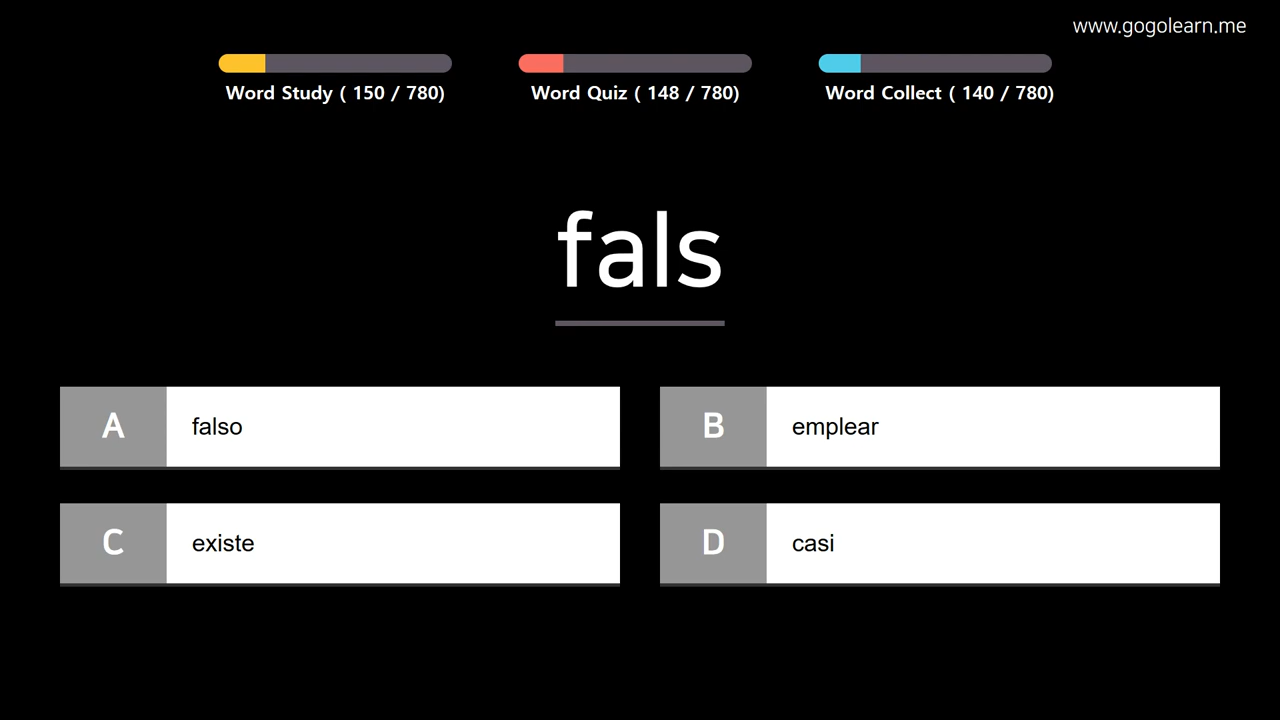 www.gogolearn.me
Word Study ( 150 / 780)
Word Quiz ( 148 / 780)
Word Collect ( 140 / 780)
fals
A falso
B emplear
C existe
D casi